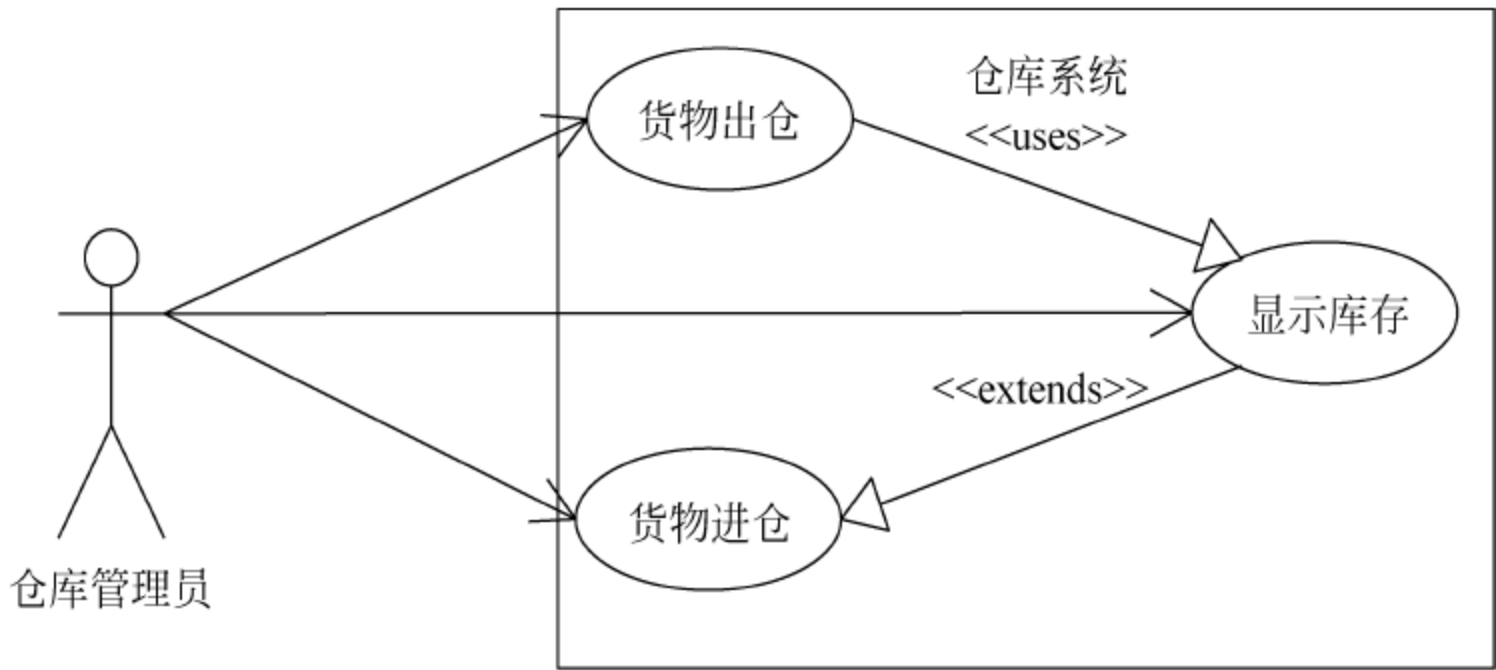 仓库系统
货物出仓
<<uses>>
显示库存
<<extends>>
货物进仓
仓库管理员